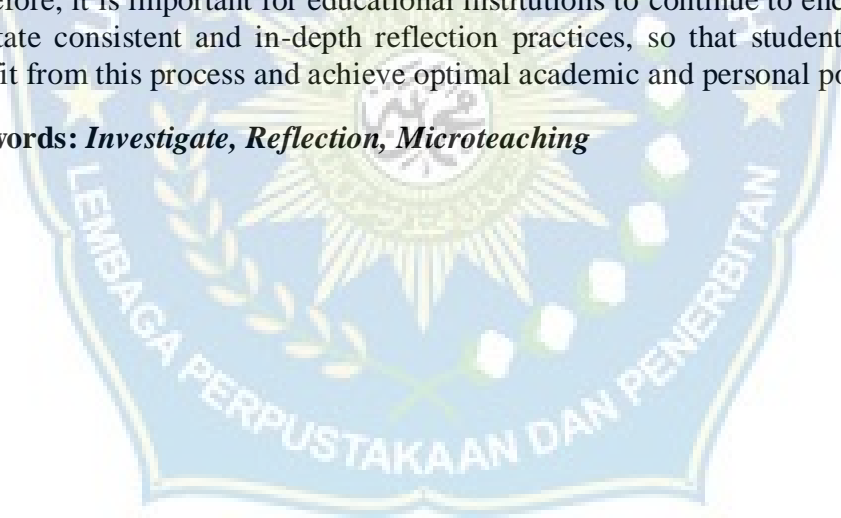 ore, it is important for educational institutions to continue to enc
tate consistent and in-depth reflection practices, so that student
fit from this process and achieve optimal academic and personal po
words: Investigate, Reflection, Microteaching
LEMBAGA PERPUSTAKAAN DAN PENERBITAN